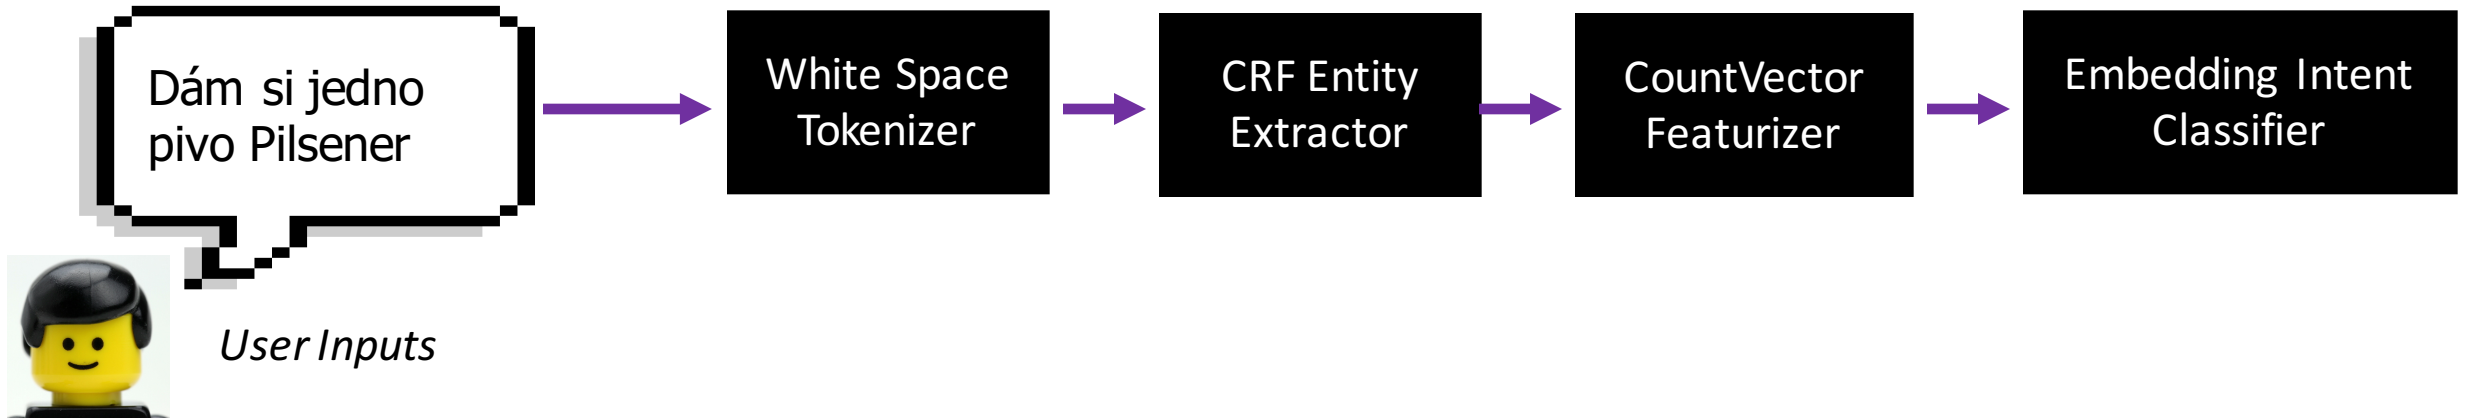 Dám si jedno
pivo Pilsener
White Space
Tokenizer
CRF Entity
Extractor
CountVector
Featurizer
Embedding Intent
Classifier
User Inputs